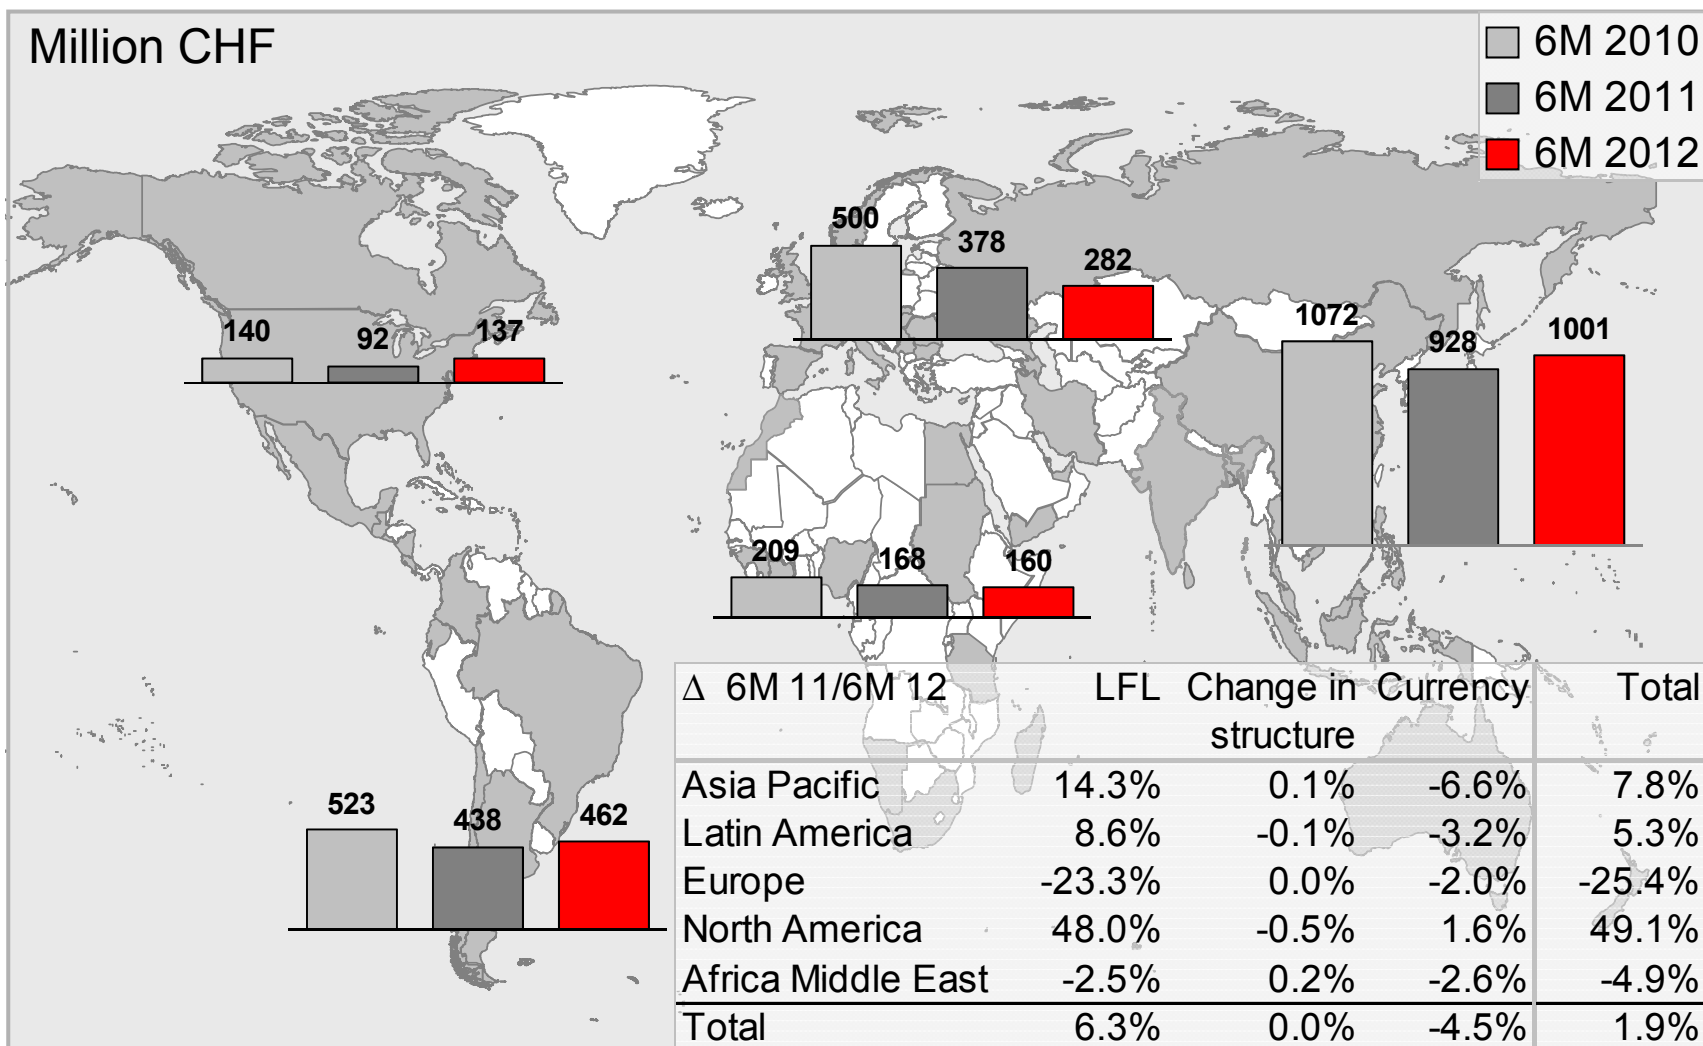 Million CHF
6M 2010
6M 2011
6M 2012
500
378
282
140
92
137
1072
928
1001
209
168
160
523
438
462
Δ 6M 11/6M 12 LFL Change in Currency Total
structure
Asia Pacific 14.3% 0.1% -6.6% 7.8%
Latin America 8.6% -0.1% -3.2% 5.3%
Europe -23.3% 0.0% -2.0% -25.4%
North America 48.0% -0.5% 1.6% 49.1%
Africa Middle East -2.5% 0.2% -2.6% -4.9%
Total 6.3% 0.0% -4.5% 1.9%